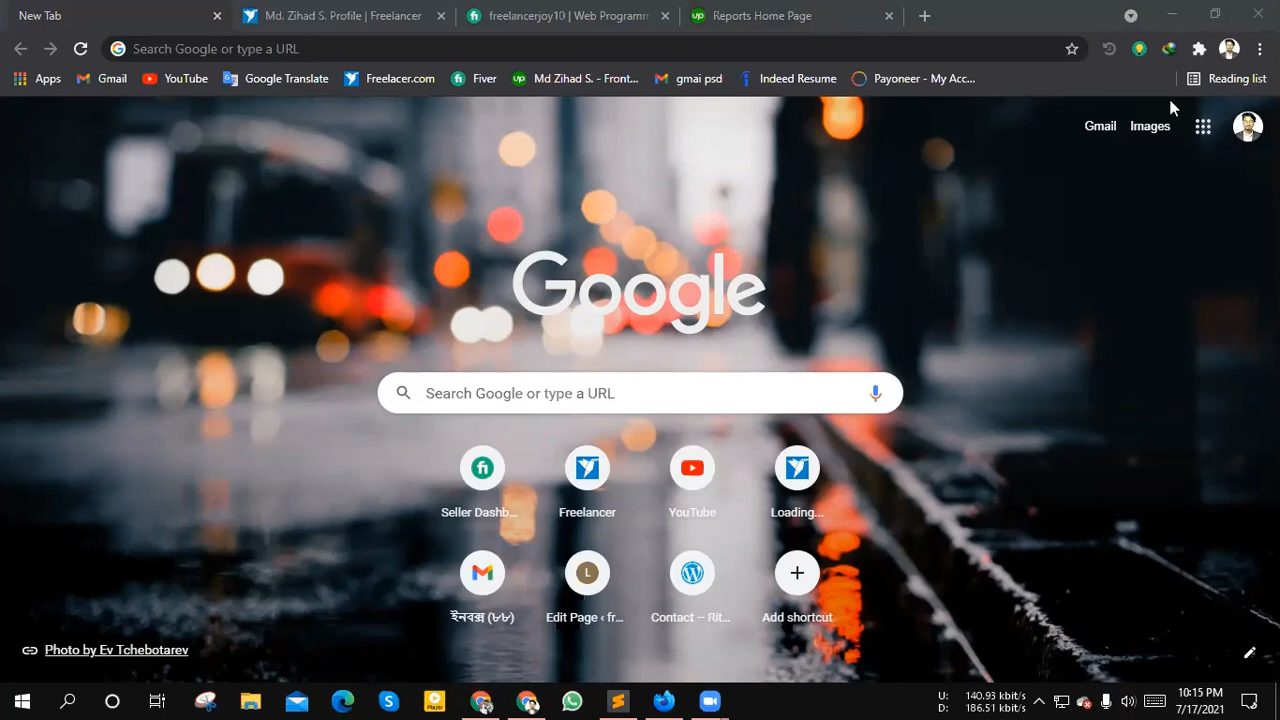 New Tab
Md. Zihad S. Profile | Freelancer
freelancerjoy10 | Web Programm
Reports Home Page
Search Google or type a URL
Apps
Gmail
YouTube
Google Translate
Freelacer.com
Fiver
Md Zihad S. - Front...
gmai psd
Indeed Resume
Payoneer - My Acc...
Reading list
Gmail
Images
Google
Search Google or type a URL
Seller Dashb...
Freelancer
YouTube
Loading...
ইনবক্স (৮৮)
Edit Page ‹ fr...
Contact – Rit...
Add shortcut
Photo by Ev Tchebotarev
U: 140.93 kbit/s
D: 186.51 kbit/s
10:15 PM
7/17/2021